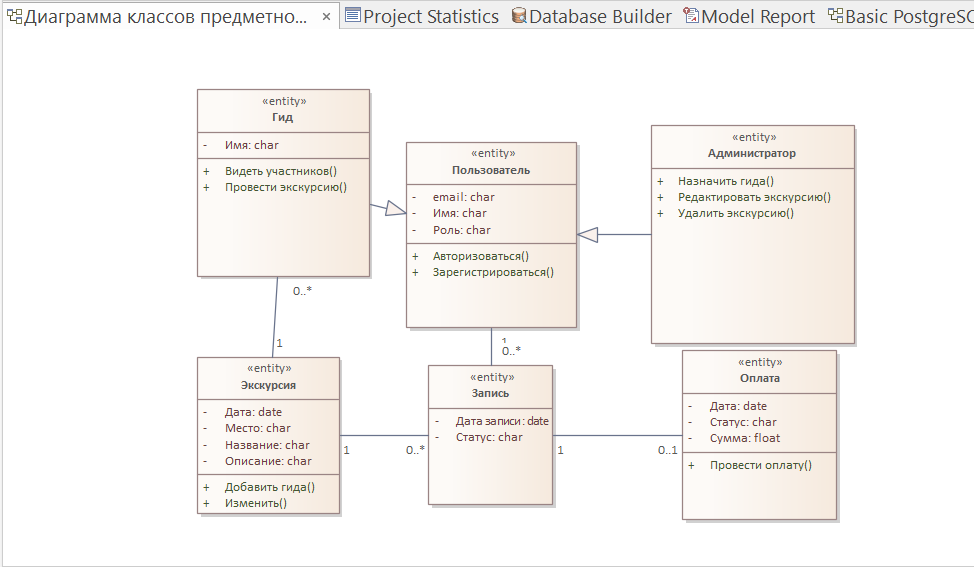 Диаграмма классов предметно... ×
Project Statistics
Database Builder
Model Report
Basic PostgreSC
«entity»
Гид
- Имя: char
+ Видеть участников()
+ Провести экскурсию()
«entity»
Пользователь
- email: char
- Имя: char
- Роль: char
+ Авторизоваться()
+ Зарегистрироваться()
«entity»
Администратор
+ Назначить гида()
+ Редактировать экскурсию()
+ Удалить экскурсию()
0..*
1
1
0..*
«entity»
Экскурсия
- Дата: date
- Место: char
- Название: char
- Описание: char
+ Добавить гида()
+ Изменить()
1
0..*
«entity»
Запись
- Дата записи: date
- Статус: char
1
0..1
«entity»
Оплата
- Дата: date
- Статус: char
- Сумма: float
+ Провести оплату()